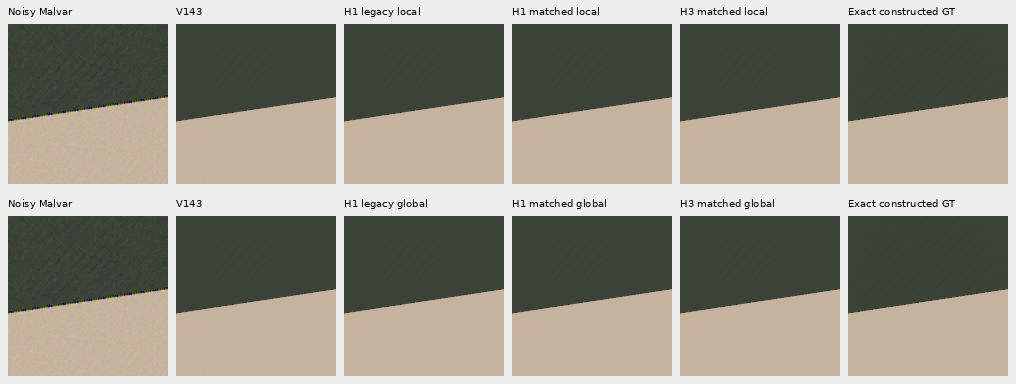 Noisy Malvar V143 H1 legacy local H1 matched local H3 matched local Exact constructed GT
Noisy Malvar V143 H1 legacy global H1 matched global H3 matched global Exact constructed GT